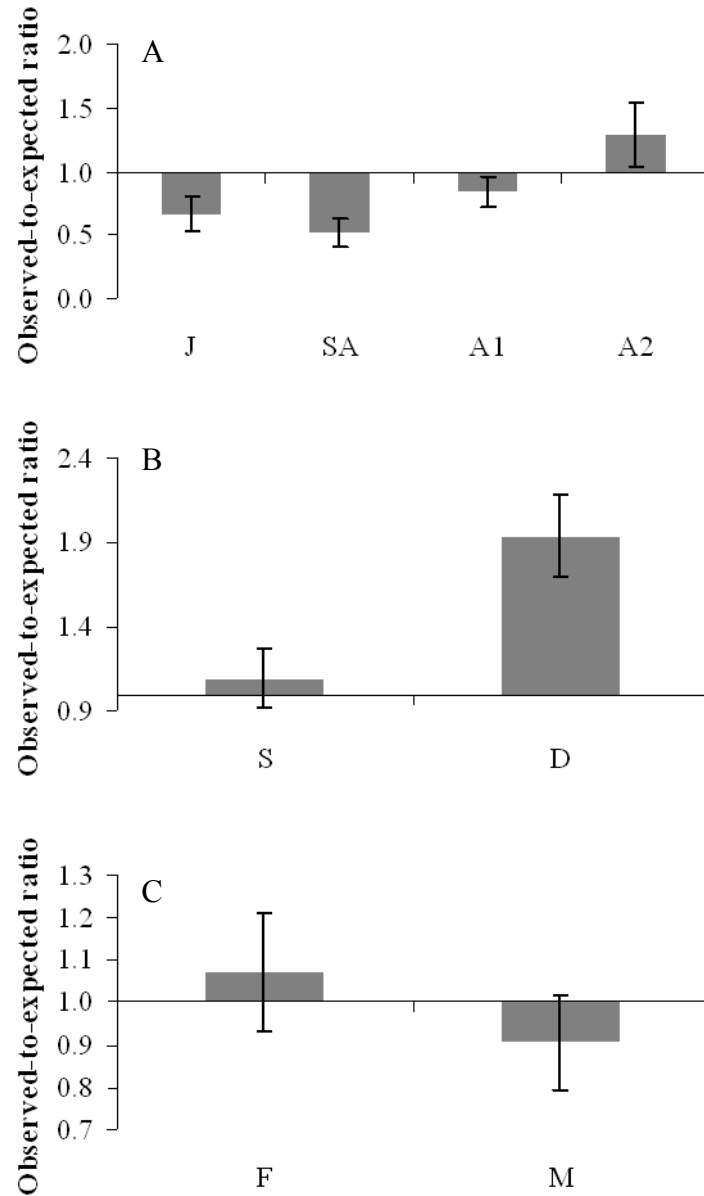 Observed-to-expected ratio
A
2.0
1.5
1.0
0.5
0.0
J SA A1 A2
Observed-to-expected ratio
B
2.4
1.9
1.4
0.9
S D
Observed-to-expected ratio
C
1.3
1.2
1.1
1.0
0.9
0.8
0.7
F M